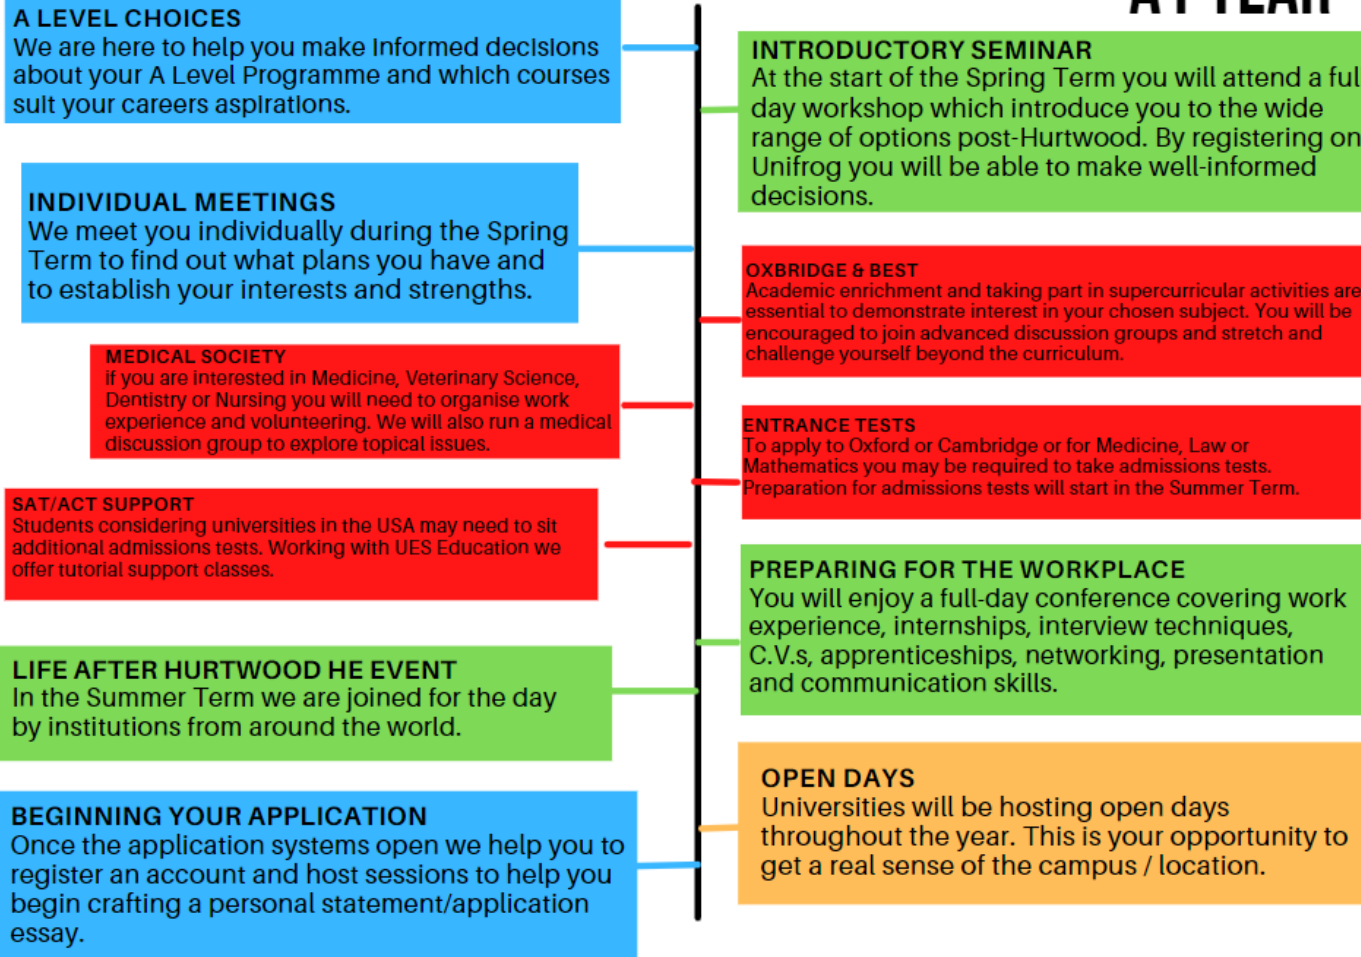 A1 YEAR
A LEVEL CHOICES
We are here to help you make informed decisions
about your A Level Programme and which courses
suit your careers aspirations.
INTRODUCTORY SEMINAR
At the start of the Spring Term you will attend a full
day workshop which introduce you to the wide
range of options post-Hurtwood. By registering on
Unifrog you will be able to make well-informed
decisions.
INDIVIDUAL MEETINGS
We meet you individually during the Spring
Term to find out what plans you have and
to establish your interests and strengths.
OXBRIDGE & BEST
Academic enrichment and taking part in supercurricular activities are
essential to demonstrate interest in your chosen subject. You will be
encouraged to join advanced discussion groups and stretch and
challenge yourself beyond the curriculum.
MEDICAL SOCIETY
if you are interested in Medicine, Veterinary Science,
Dentistry or Nursing you will need to organise work
experience and volunteering. We will also run a medical
discussion group to explore topical issues.
ENTRANCE TESTS
To apply to Oxford or Cambridge or for Medicine, Law or
Mathematics you may be required to take admissions tests.
Preparation for admissions tests will start in the Summer Term.
SAT/ACT SUPPORT
Students considering universities in the USA may need to sit
additional admissions tests. Working with UES Education we
offer tutorial support classes.
PREPARING FOR THE WORKPLACE
You will enjoy a full-day conference covering work
experience, internships, interview techniques,
C.V.s, apprenticeships, networking, presentation
and communication skills.
LIFE AFTER HURTWOOD HE EVENT
In the Summer Term we are joined for the day
by institutions from around the world.
OPEN DAYS
Universities will be hosting open days
throughout the year. This is your opportunity to
get a real sense of the campus / location.
BEGINNING YOUR APPLICATION
Once the application systems open we help you to
register an account and host sessions to help you
begin crafting a personal statement/application
essay.